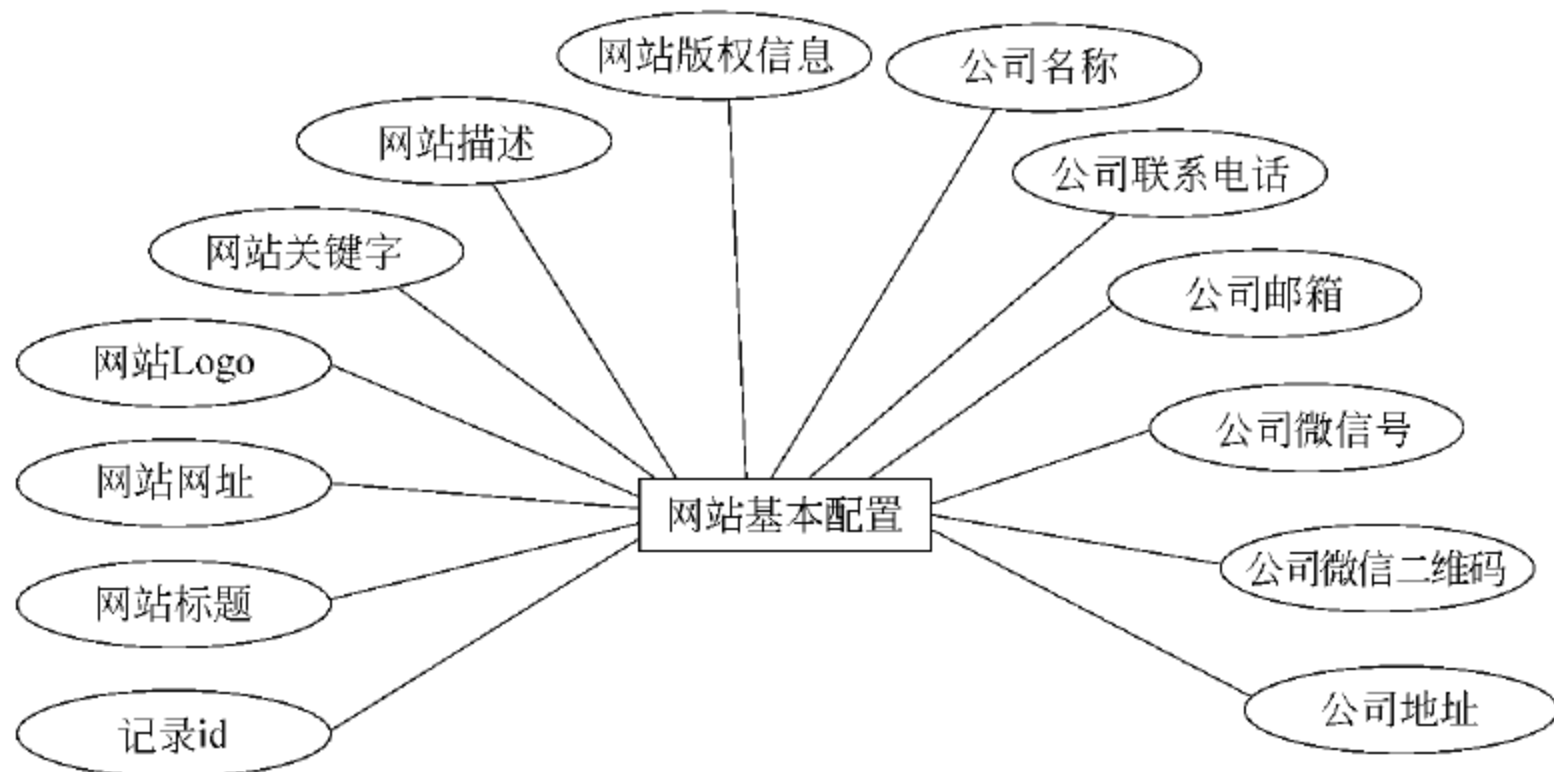 网站版权信息
公司名称
网站描述
公司联系电话
网站关键字
公司邮箱
网站Logo
公司微信号
网站网址
网站基本配置
公司微信二维码
网站标题
公司地址
记录id